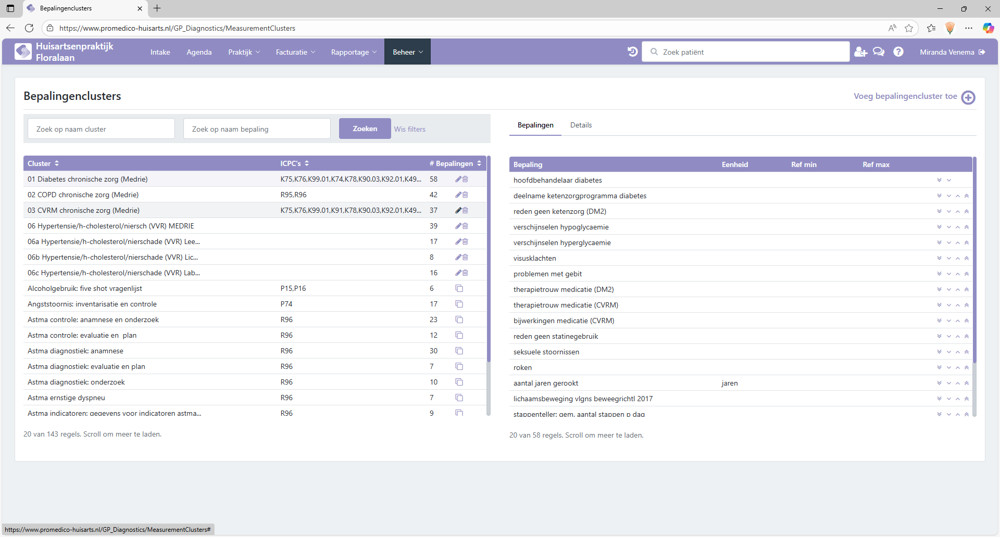 Bepalingenclusters
https://www.promedico-huisarts.nl/GP_Diagnostics/MeasurementClusters
Huisartsenpraktijk
Floralaan
Intake
Agenda
Praktijk
Facturatie
Rapportage
Beheer
Zoek patiënt
Miranda Venema
Bepalingenclusters
Voeg bepalingencluster toe
Zoek op naam cluster
Zoek op naam bepaling
Zoeken
Wis filters
Cluster ICPC's # Bepalingen
01 Diabetes chronische zorg (Medrie) K75,K76,K99.01,K74,K78,K90.03,K92.01,K49... 58
02 COPD chronische zorg (Medrie) R95,R96 42
03 CVRM chronische zorg (Medrie) K75,K76,K99.01,K91,K78,K90.03,K92.01,K49... 37
06 Hypertensie/h-cholesterol/niersch (VVR) MEDRIE 39
06a Hypertensie/h-cholesterol/nierschade (VVR) Lee... 17
06b Hypertensie/h-cholesterol/nierschade (VVR) Lic... 8
06c Hypertensie/h-cholesterol/nierschade (VVR) Lab... 16
Alcoholgebruik: five shot vragenlijst P15,P16 6
Angststoornis: inventarisatie en controle P74 17
Astma controle: anamnese en onderzoek R96 23
Astma controle: evaluatie en  plan R96 12
Astma diagnostiek: anamnese R96 30
Astma diagnostiek: evaluatie en plan R96 7
Astma diagnostiek: onderzoek R96 10
Astma ernstige dyspneu R96 7
Astma indicatoren: gegevens voor indicatoren astma... R96 9
20 van 143 regels. Scroll om meer te laden.
Bepalingen
Details
Bepaling Eenheid Ref min Ref max
hoofdbehandelaar diabetes
deelname ketenzorgprogramma diabetes
reden geen ketenzorg (DM2)
verschijnselen hypoglycaemie
verschijnselen hyperglycaemie
visusklachten
problemen met gebit
therapietrouw medicatie (DM2)
therapietrouw medicatie (CVRM)
bijwerkingen medicatie (CVRM)
reden geen statinegebruik
seksuele stoornissen
roken
aantal jaren gerookt jaren
lichaamsbeweging vlgns beweegrichtl 2017
stappenteller: gem. aantal stappen p dag
20 van 58 regels. Scroll om meer te laden.
https://www.promedico-huisarts.nl/GP_Diagnostics/MeasurementClusters#